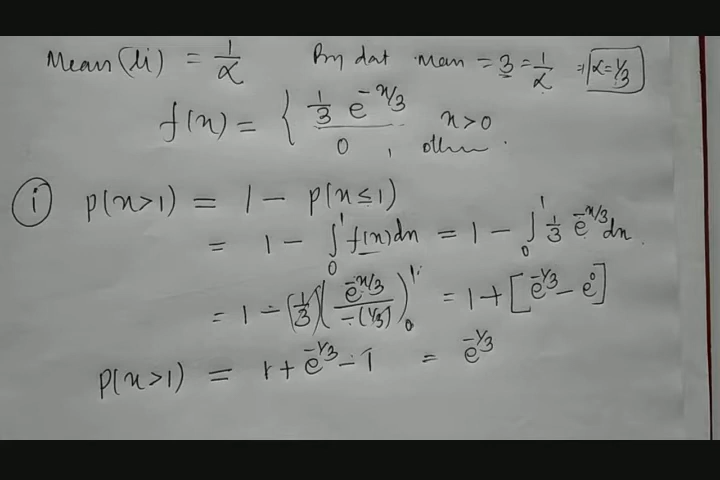 Mean (μ) = 1/α By dat mean = 3 = 1/α ⇒ α = 1/3
f(x) = { 1/3 e^{-x/3} x>0
0 , other
(i) P(x>1) = 1 - P(x≤1)
= 1 - ∫₀¹ f(x)dx = 1 - ∫₀¹ 1/3 e^{-x/3} dx.
= 1 - (1/3) (e^{-x/3} / -(1/3))₀¹ = 1 + [e^{-1/3} - e^0]
P(x>1) = 1 + e^{-1/3} - 1 = e^{-1/3}